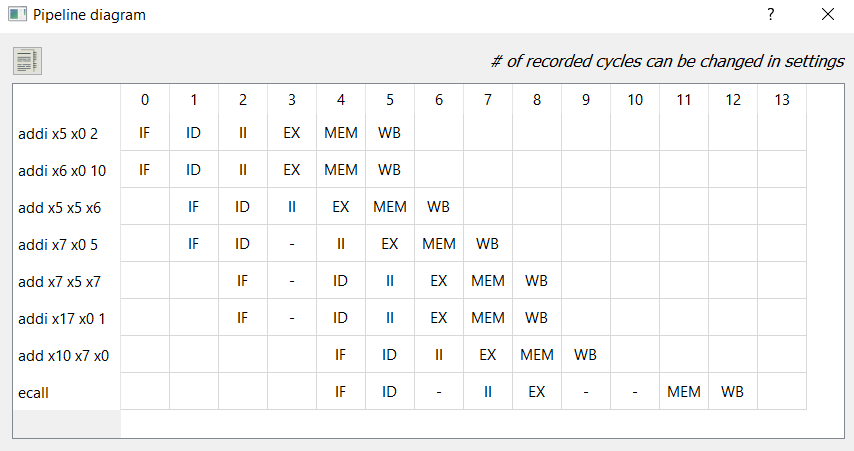 Pipeline diagram ?
# of recorded cycles can be changed in settings
0 1 2 3 4 5 6 7 8 9 10 11 12 13
addi x5 x0 2 IF ID II EX MEM WB
addi x6 x0 10 IF ID II EX MEM WB
add x5 x5 x6 IF ID II EX MEM WB
addi x7 x0 5 IF ID - II EX MEM WB
add x7 x5 x7 IF - ID II EX MEM WB
addi x17 x0 1 IF - ID II EX MEM WB
add x10 x7 x0 IF ID II EX MEM WB
ecall IF ID - II EX - - MEM WB